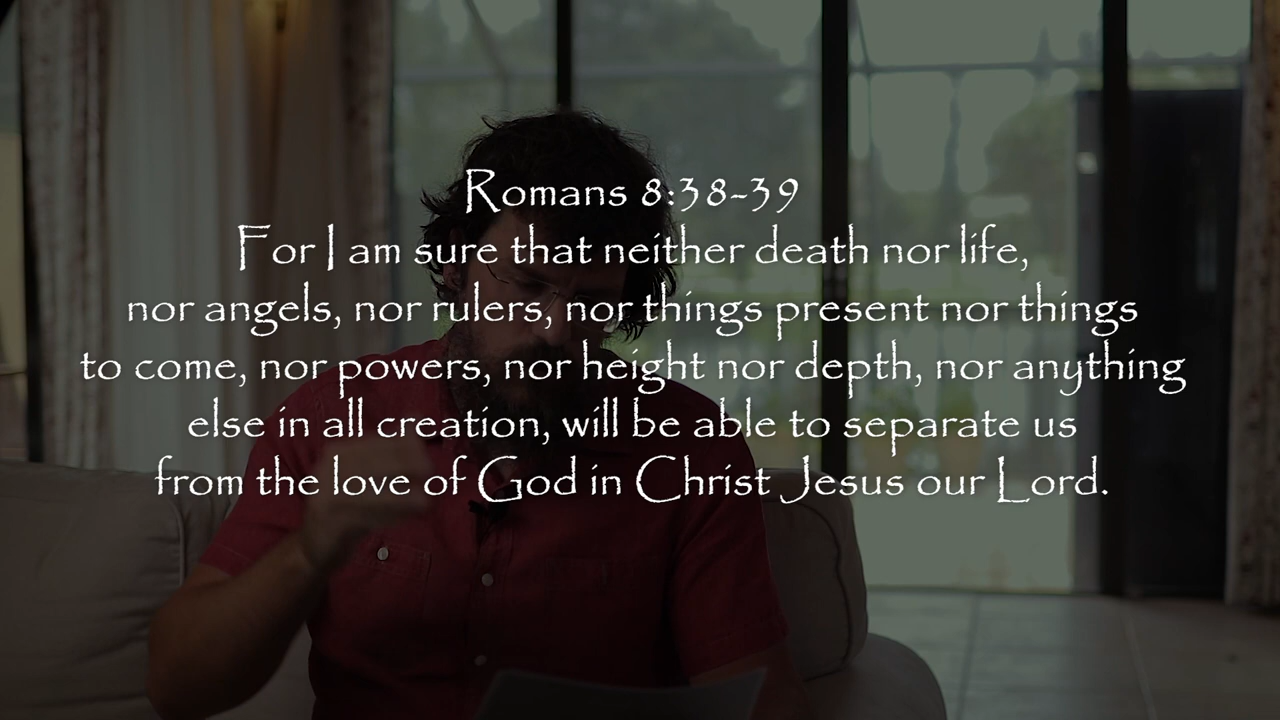 Romans 8:38-39
For I am sure that neither death nor life,
nor angels, nor rulers, nor things present nor things
to come, nor powers, nor height nor depth, nor anything
else in all creation, will be able to separate us
from the love of God in Christ Jesus our Lord.